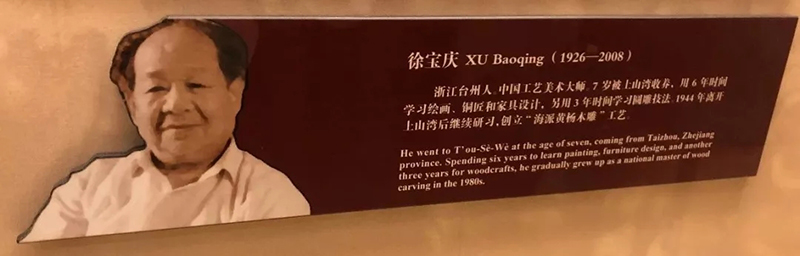 徐宝庆 XU Baoqing（1926—2008）
浙江台州人。中国工艺美术大师。7 岁被土山湾收养，用 6 年时间
学习绘画、铜匠和家具设计，另用 3 年时间学习圆雕技法。1944 年离开
土山湾后继续研习，创立“海派黄杨木雕”工艺。
He went to T'ou-Sè-Wè at the age of seven, coming from Taizhou, Zhejiang
province. Spending six years to learn painting, furniture design, and another
three years for woodcrafts, he gradually grew up as a national master of wood
carving in the 1980s.